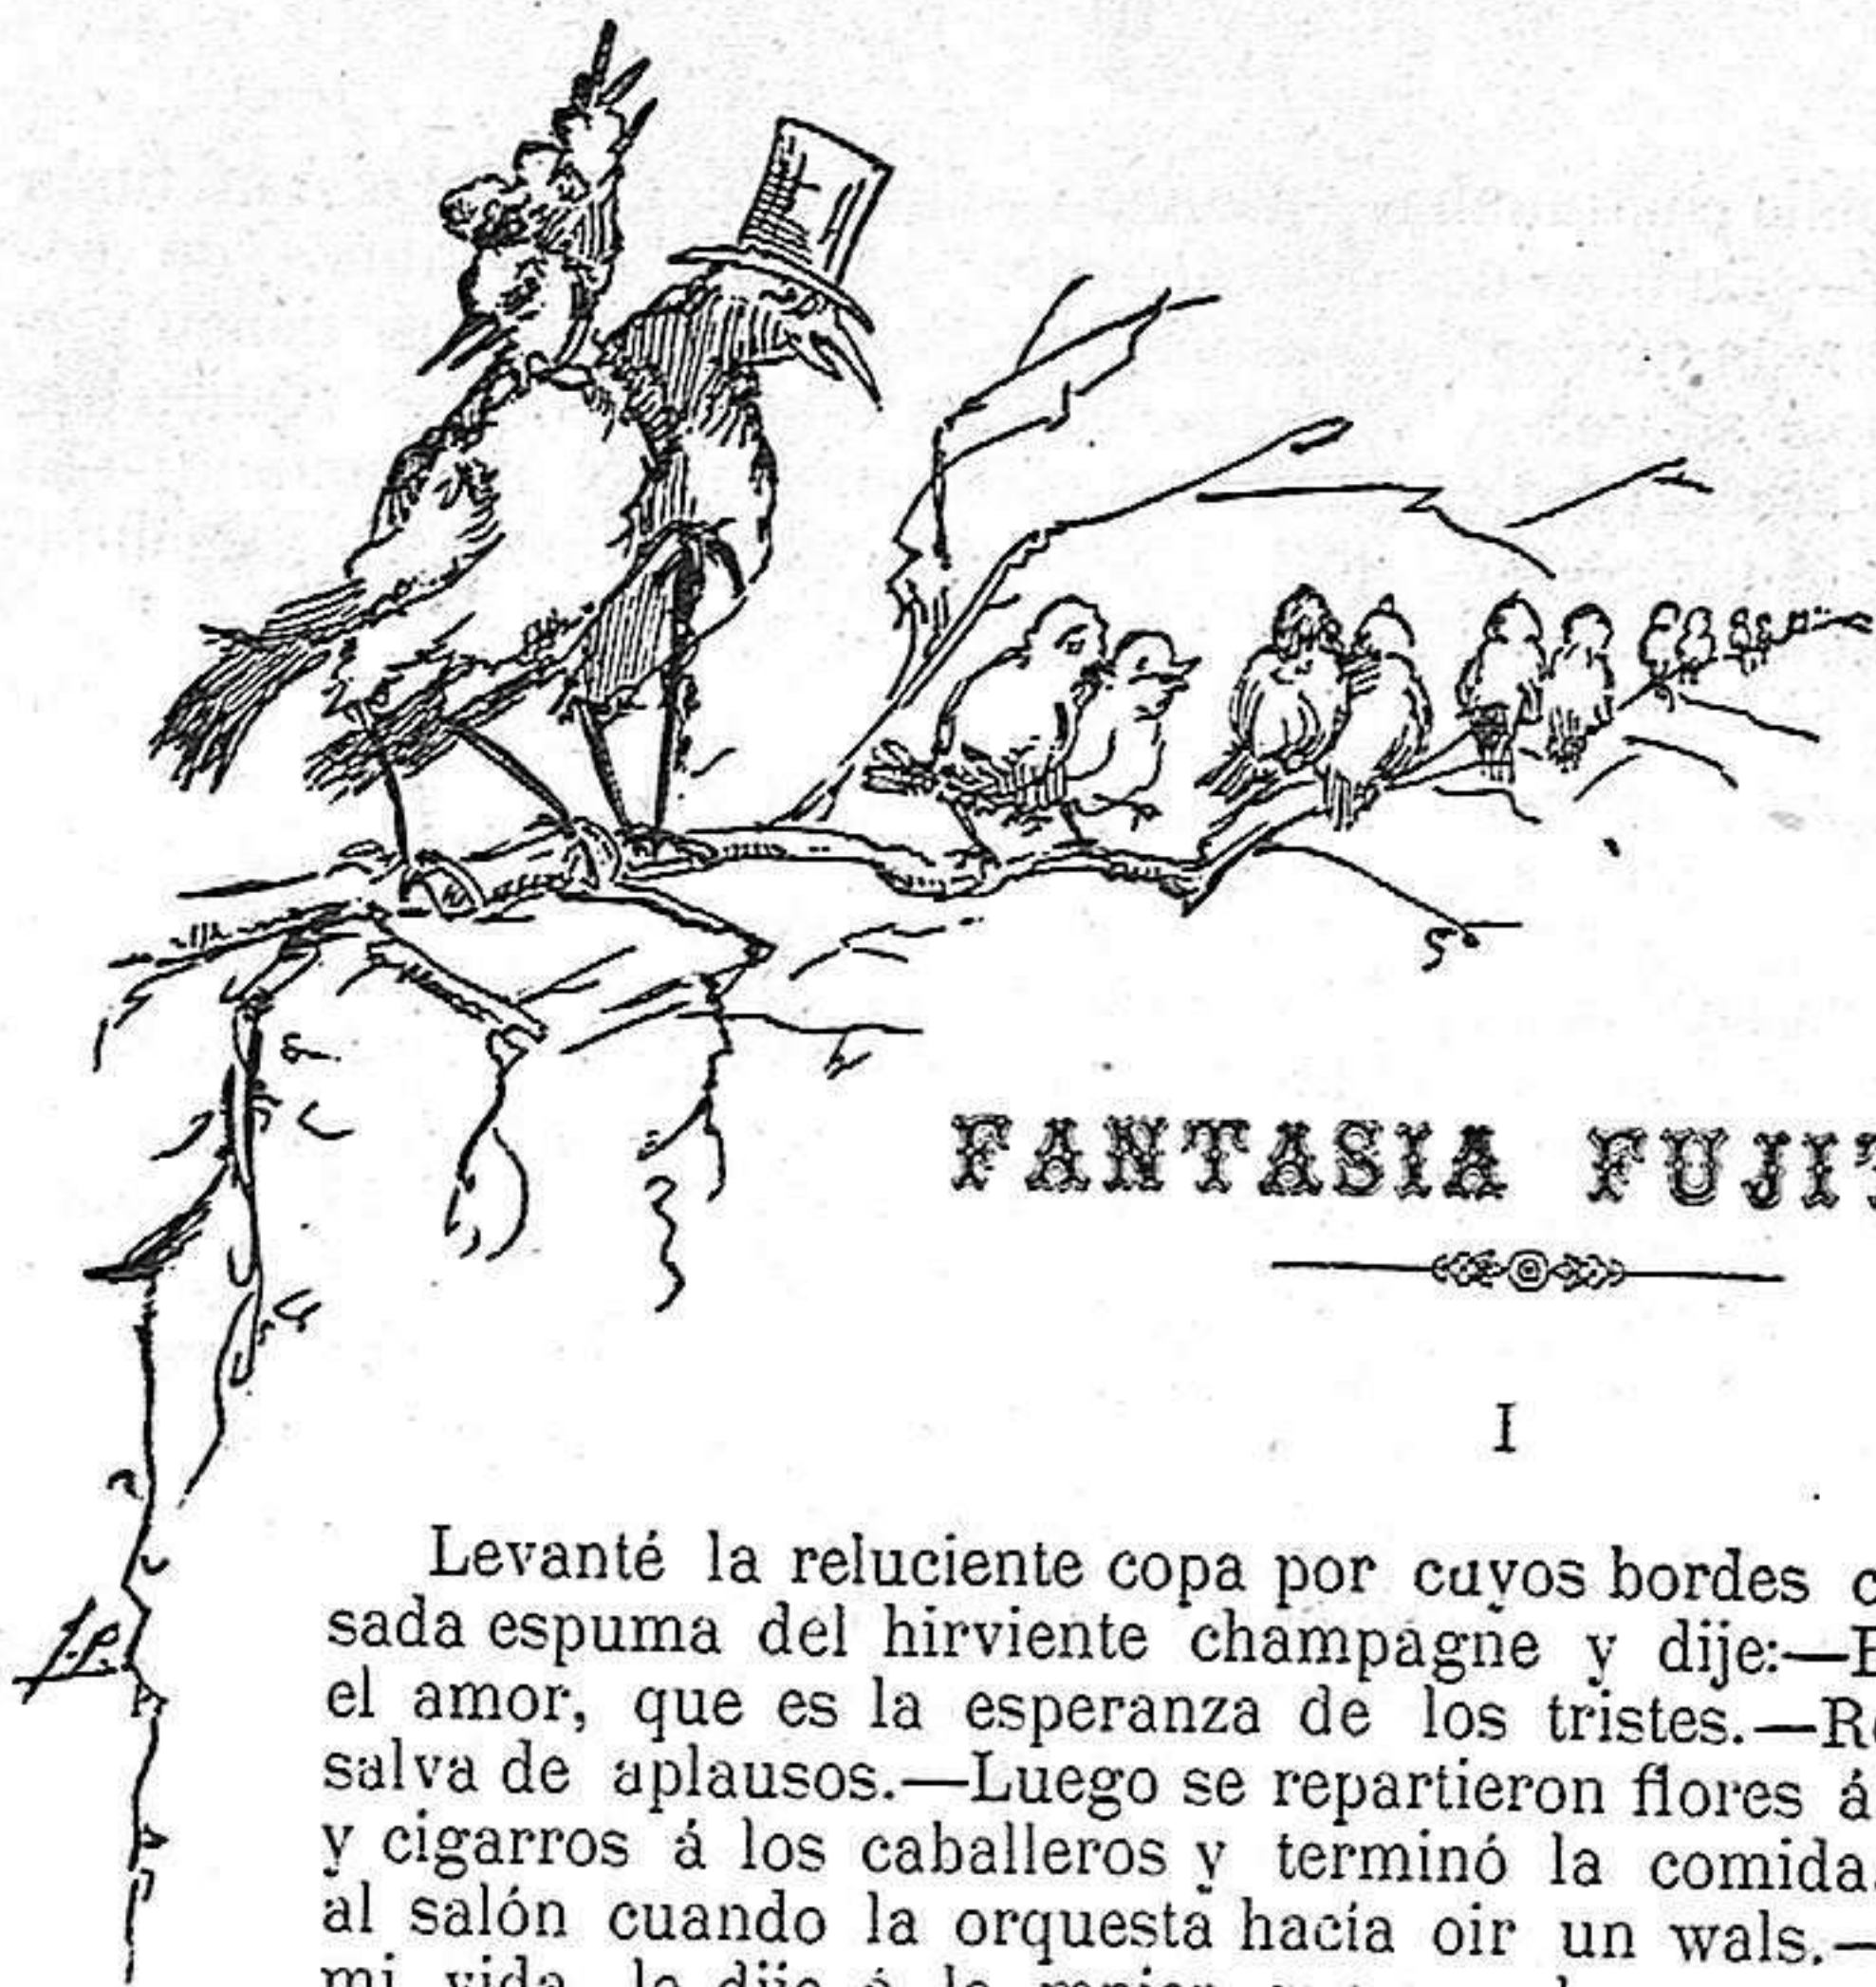 FANTASIA
I
Levanté la reluciente copa por cuyos bordes
sada espuma del hirviente champagne y dije:—
el amor, que es la esperanza de los tristes.—
salva de aplausos.—Luego se repartieron flores á
y cigarros á los caballeros y terminó la comida.
al salón cuando la orquesta hacía oir un wals.—
J.P.